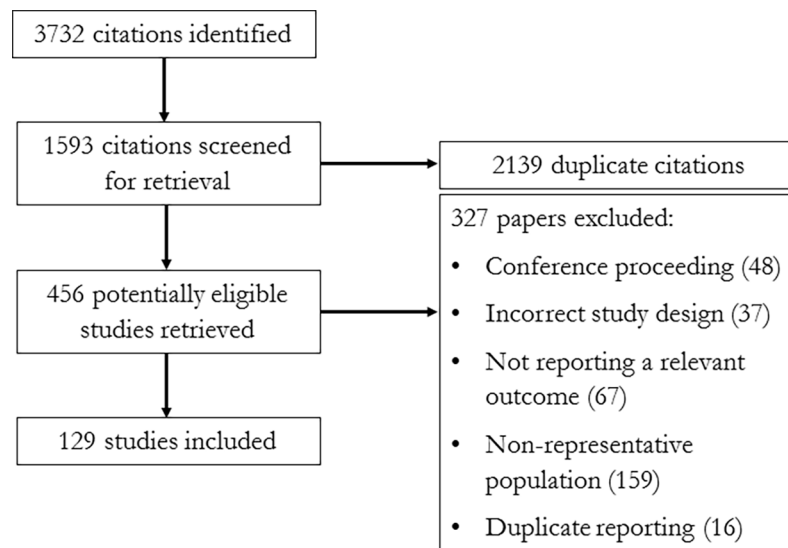 3732 citations identified
1593 citations screened
for retrieval
2139 duplicate citations
456 potentially eligible
studies retrieved
327 papers excluded:
• Conference proceeding (48)
• Incorrect study design (37)
• Not reporting a relevant
outcome (67)
• Non-representative
population (159)
• Duplicate reporting (16)
129 studies included